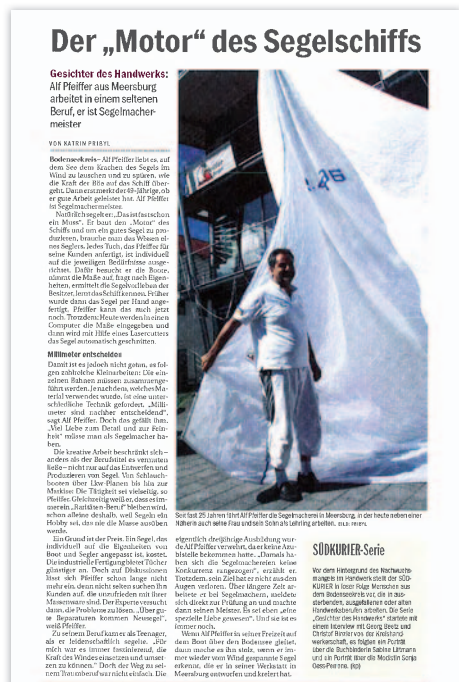 Der „Motor“ des Segelschiffs
Gesichter des Handwerks:
Alf Pfeiffer aus Meersburg
arbeitet in einem seltenen
Beruf, er ist Segelmacher-
meister
VON KATRIN PRIBYL
Bodenseekreis – Alf Pfeiffer liebt es, auf
dem See dem Krachen des Segels im
Wind zu lauschen und zu spüren, wie
die Kraft der Böe auf das Schiff über-
geht. Dann erst merkt der 49-Jährige, ob
er gute Arbeit geleistet hat. Alf Pfeiffer
ist Segelmachermeister.
Natürlich segelt er: „Das ist fast schon
ein Muss“. Er baut den „Motor“ des
Schiffs und um ein gutes Segel zu pro-
duzieren, brauche man das Wissen ei-
nes Seglers. Jedes Tuch, das Pfeiffer für
seine Kunden anfertigt, ist individuell
auf die jeweiligen Bedürfnisse ausge-
richtet. Dafür besucht er die Boote,
nimmt die Maße auf, fragt nach Eigen-
heiten, ermittelt die Segelvorlieben der
Besitzer, lernt das Schiff kennen. Früher
wurde dann das Segel per Hand ange-
fertigt. Pfeiffer kann das auch jetzt
noch. Trotzdem: Heute werden in einen
Computer die Maße eingegeben und
dann wird mit Hilfe eines Lasercutters
das Segel automatisch geschnitten.
Millimeter entscheiden
Damit ist es jedoch nicht getan, es fol-
gen zahlreiche Kleinarbeiten: Die ein-
zelnen Bahnen müssen zusammenge-
führt werden. Je nachdem, welches Ma-
terial verwendet wurde, ist eine unter-
schiedliche Technik gefordert. „Milli-
meter sind nachher entscheidend“,
sagt Alf Pfeiffer. Doch das gefällt ihm.
„Viel Liebe zum Detail und zur Fein-
heit“ müsse man als Segelmacher ha-
ben.
Die kreative Arbeit beschränkt sich –
anders als der Berufstitel es vermuten
ließe – nicht nur auf das Entwerfen und
Produzieren von Segel. Von Schlauch-
booten über Lkw-Planen bis hin zur
Markise: Die Tätigkeit sei vielseitig, so
Pfeiffer. Gleichzeitig weiß er, dass es im-
mer ein „Raritäten-Beruf“ bleiben wird,
schon alleine deshalb, weil Segeln ein
Hobby sei, das nie die Masse ausüben
werde.
Ein Grund ist der Preis. Ein Segel, das
individuell auf die Eigenheiten von
Boot und Segler angepasst ist, kostet.
Die industrielle Fertigung bietet Tücher
günstiger an. Doch auf Diskussionen
lässt sich Pfeiffer schon lange nicht
mehr ein, denn nicht selten suchen ihn
Kunden auf, die unzufrieden mit ihrer
Massenware sind. Der Experte versucht
dann, die Probleme zu lösen. „Über gu-
te Reparaturen kommen Neusegel“,
weiß Pfeiffer.
Zu seinem Beruf kam er als Teenager,
als er leidenschaftlich segelte. „Für
mich war es immer faszinierend, die
Kraft des Windes einsetzen und umset-
zen zu können.“ Doch der Weg zu sei-
nem Traumberuf war nicht einfach. Die
Seit fast 25 Jahren führt Alf Pfeiffer die Segelmacherei in Meersburg, in der heute neben einer
Näherin auch seine Frau und sein Sohn als Lehrling arbeiten. BILD: PRIBYL
eigentlich dreijährige Ausbildung wur-
de Alf Pfeiffer verwehrt, da er keine Aus-
bildstelle bekommen hatte. „Damals ha-
ben sich die Segelmachereien keine
Konkurrenz rangezogen“, erzählt er.
Trotzdem, sein Ziel hat er nicht aus den
Augen verloren. Über längere Zeit ar-
beitete er bei Segelmachern, meldete
sich direkt zur Prüfung an und machte
dann seinen Meister. Es sei eben „eine
spezielle Liebe gewesen“. Und sie ist es
immer noch.
Wenn Alf Pfeiffer in seiner Freizeit auf
dem Boot über den Bodensee gleitet,
dann mache es ihn stolz, wenn er im-
mer wieder vom Wind gespannte Segel
erkennt, die er in seiner Werkstatt in
Meersburg entworfen und kreiert hat.
SÜDKURIER-Serie
Vor dem Hintergrund des Nachwuchs-
mangels im Handwerk stellt der SÜD-
KURIER in loser Folge Menschen aus
dem Bodenseekreis vor, die in aus-
sterbenden, ausgefallenen oder alten
Handwerksberufen arbeiten. Die Serie
„Gesichter des Handwerks“ startete mit
einem Interview mit Georg Beetz und
Christof Binzler von der Kreishand-
werkerschaft, es folgten ein Bericht über
die Buchbinderin Sabine Litzmann
und ein Porträt über die Modistin Sonja